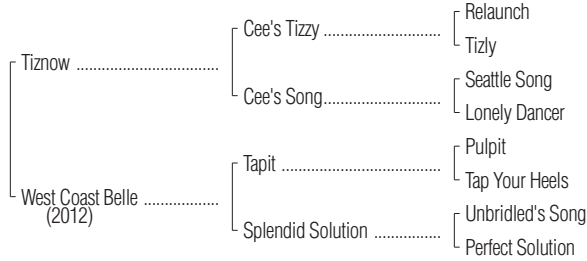 Relaunch
Cee's Tizzy ........................
Tizly
Tiznow .............................
Seattle Song
Cee's Song........................
Lonely Dancer
Pulpit
Tapit ................................
Tap Your Heels
West Coast Belle ...............
(2012)
Unbridled's Song
Splendid Solution ..............
Perfect Solution